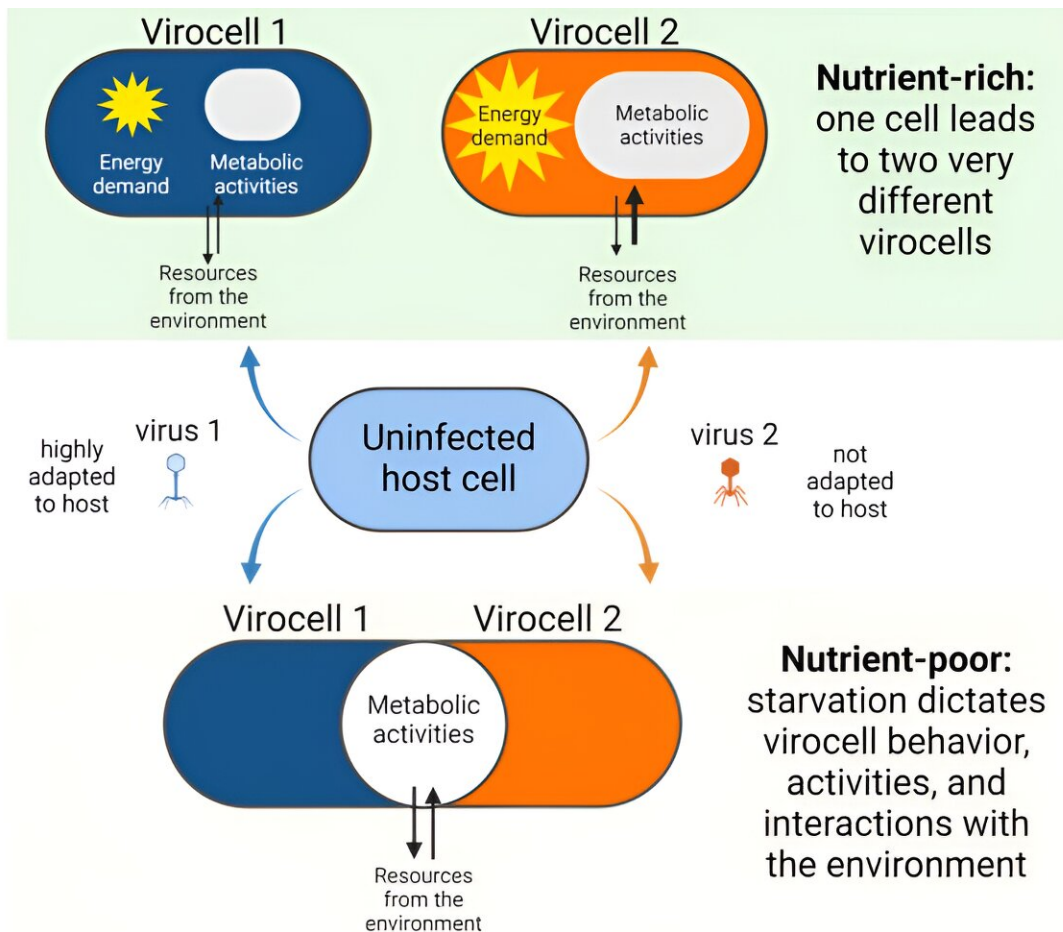 Virocell 1
Energy
demand
Metabolic
activities
Resources
from the
environment
Virocell 2
Energy
demand
Metabolic
activities
Resources
from the
environment
Nutrient-rich:
one cell leads
to two very
different
virocells
highly
adapted
to host
virus 1
Uninfected
host cell
virus 2
not
adapted
to host
Virocell 1
Virocell 2
Metabolic
activities
Resources
from the
environment
Nutrient-poor:
starvation dictates
virocell behavior,
activities, and
interactions with
the environment